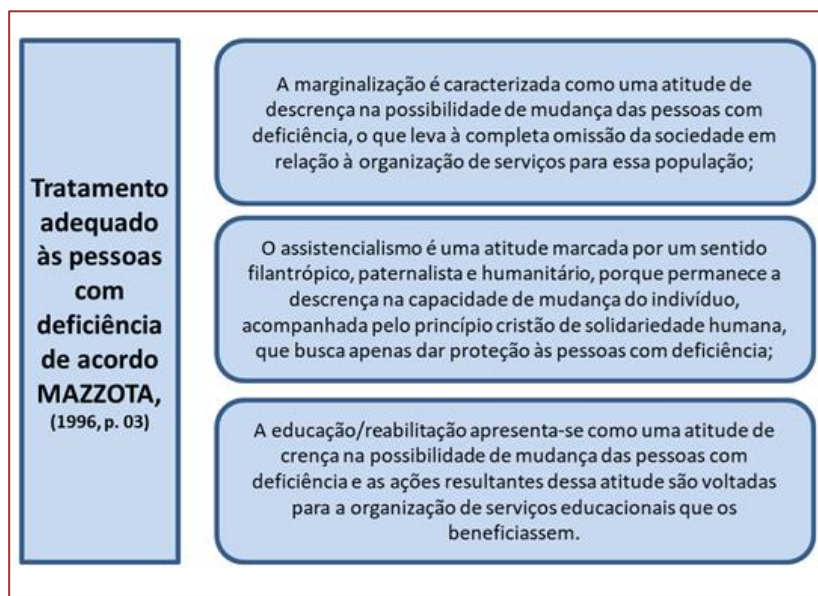 Tratamento
adequado
às pessoas
com
deficiência
de acordo
MAZZOTA,
(1996, p. 03)
A marginalização é caracterizada como uma atitude de
descrença na possibilidade de mudança das pessoas com
deficiência, o que leva à completa omissão da sociedade em
relação à organização de serviços para essa população;
O assistencialismo é uma atitude marcada por um sentido
filantrópico, paternalista e humanitário, porque permanece a
descrença na capacidade de mudança do indivíduo,
acompanhada pelo princípio cristão de solidariedade humana,
que busca apenas dar proteção às pessoas com deficiência;
A educação/reabilitação apresenta-se como uma atitude de
crença na possibilidade de mudança das pessoas com
deficiência e as ações resultantes dessa atitude são voltadas
para a organização de serviços educacionais que os
beneficiassem.